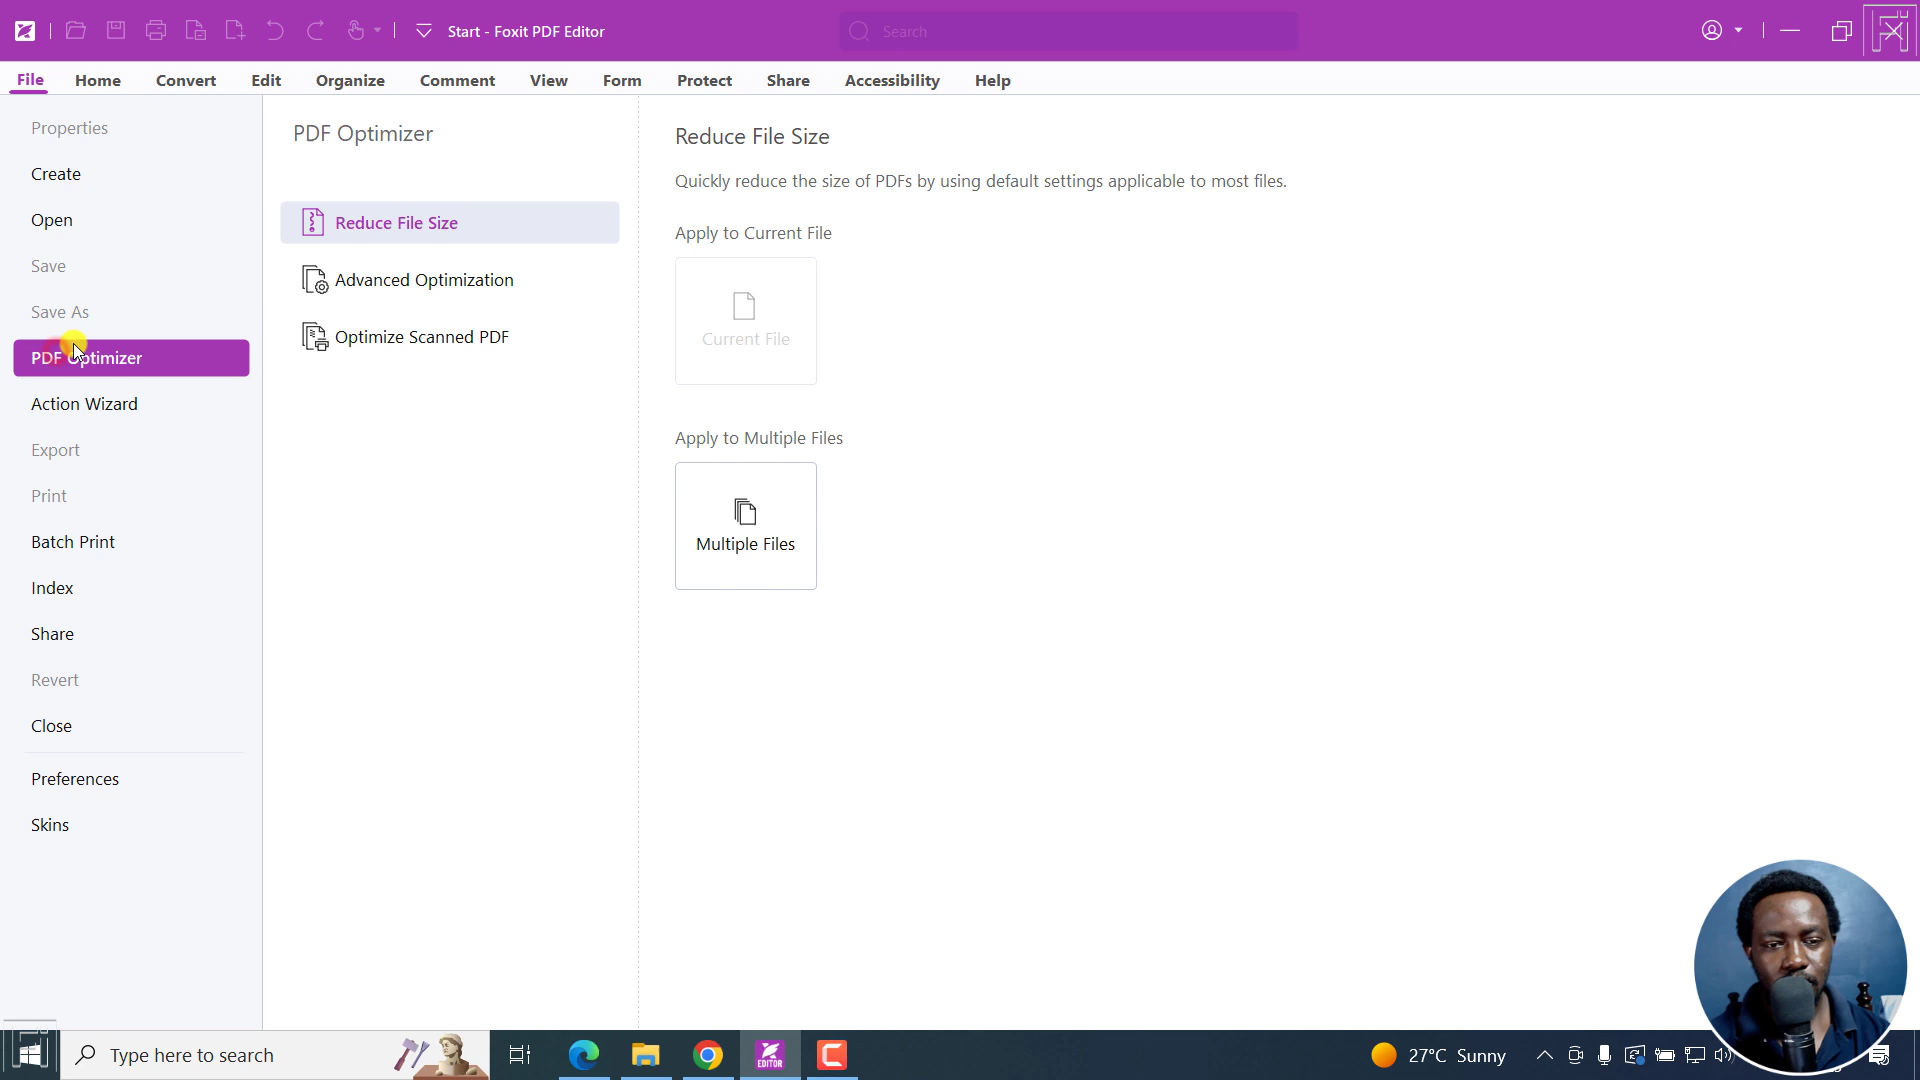 Start - Foxit PDF Editor
Search
File Home Convert Edit Organize Comment View Form Protect Share Accessibility Help
Properties
Create
Open
Save
Save As
PDF Optimizer
Action Wizard
Export
Print
Batch Print
Index
Share
Revert
Close
Preferences
Skins
PDF Optimizer
Reduce File Size
Advanced Optimization
Optimize Scanned PDF
Reduce File Size
Quickly reduce the size of PDFs by using default settings applicable to most files.
Apply to Current File
Current File
Apply to Multiple Files
Multiple Files
Type here to search
EDITOR
27°C Sunny